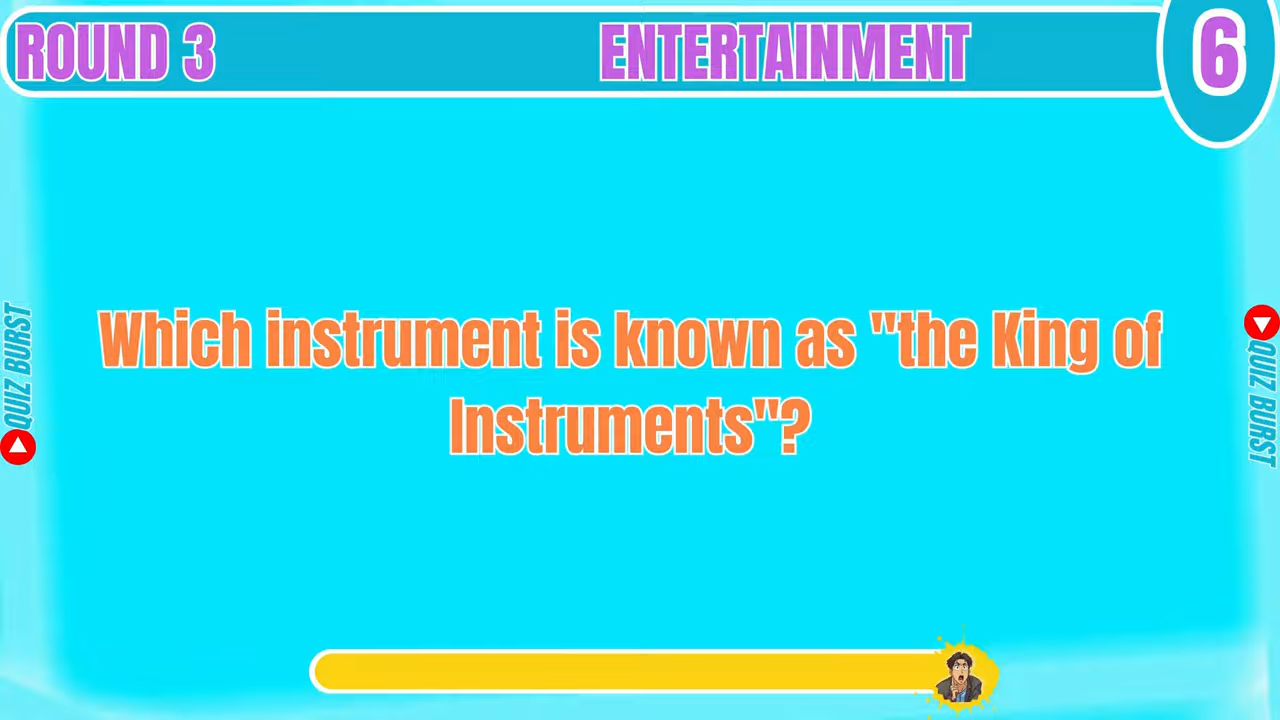 ROUND 3
ENTERTAINMENT
6
Which instrument is known as "the King of
Instruments"?
QUIZ BURST
QUIZ BURST